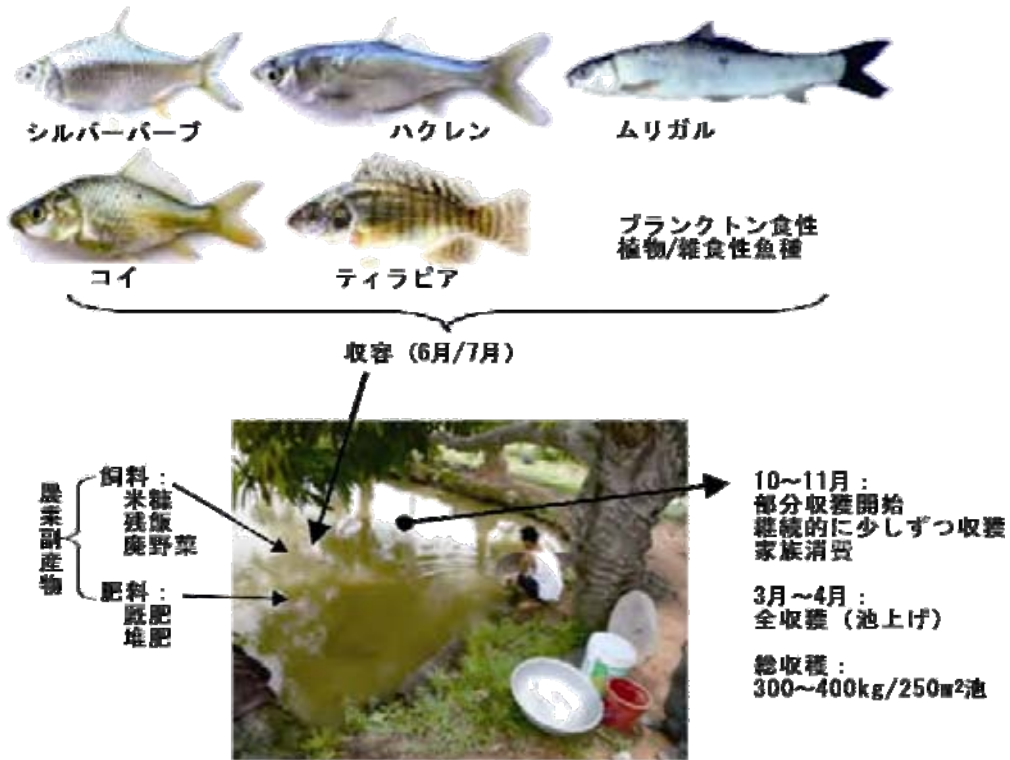 シルバーバーブ
ハクレン
ムリガル
コイ
ティラピア
プランクトン食性
植物/雑食性魚種
収容 (6月/7月)
農業副産物
飼料：
米糠
残飯
廃野菜
肥料：
厩肥
堆肥
10〜11月：
部分収獲開始
継続的に少しずつ収獲
家族消費
3月〜4月：
全収獲 (池上げ)
総収穫：
300〜400kg/250m²池